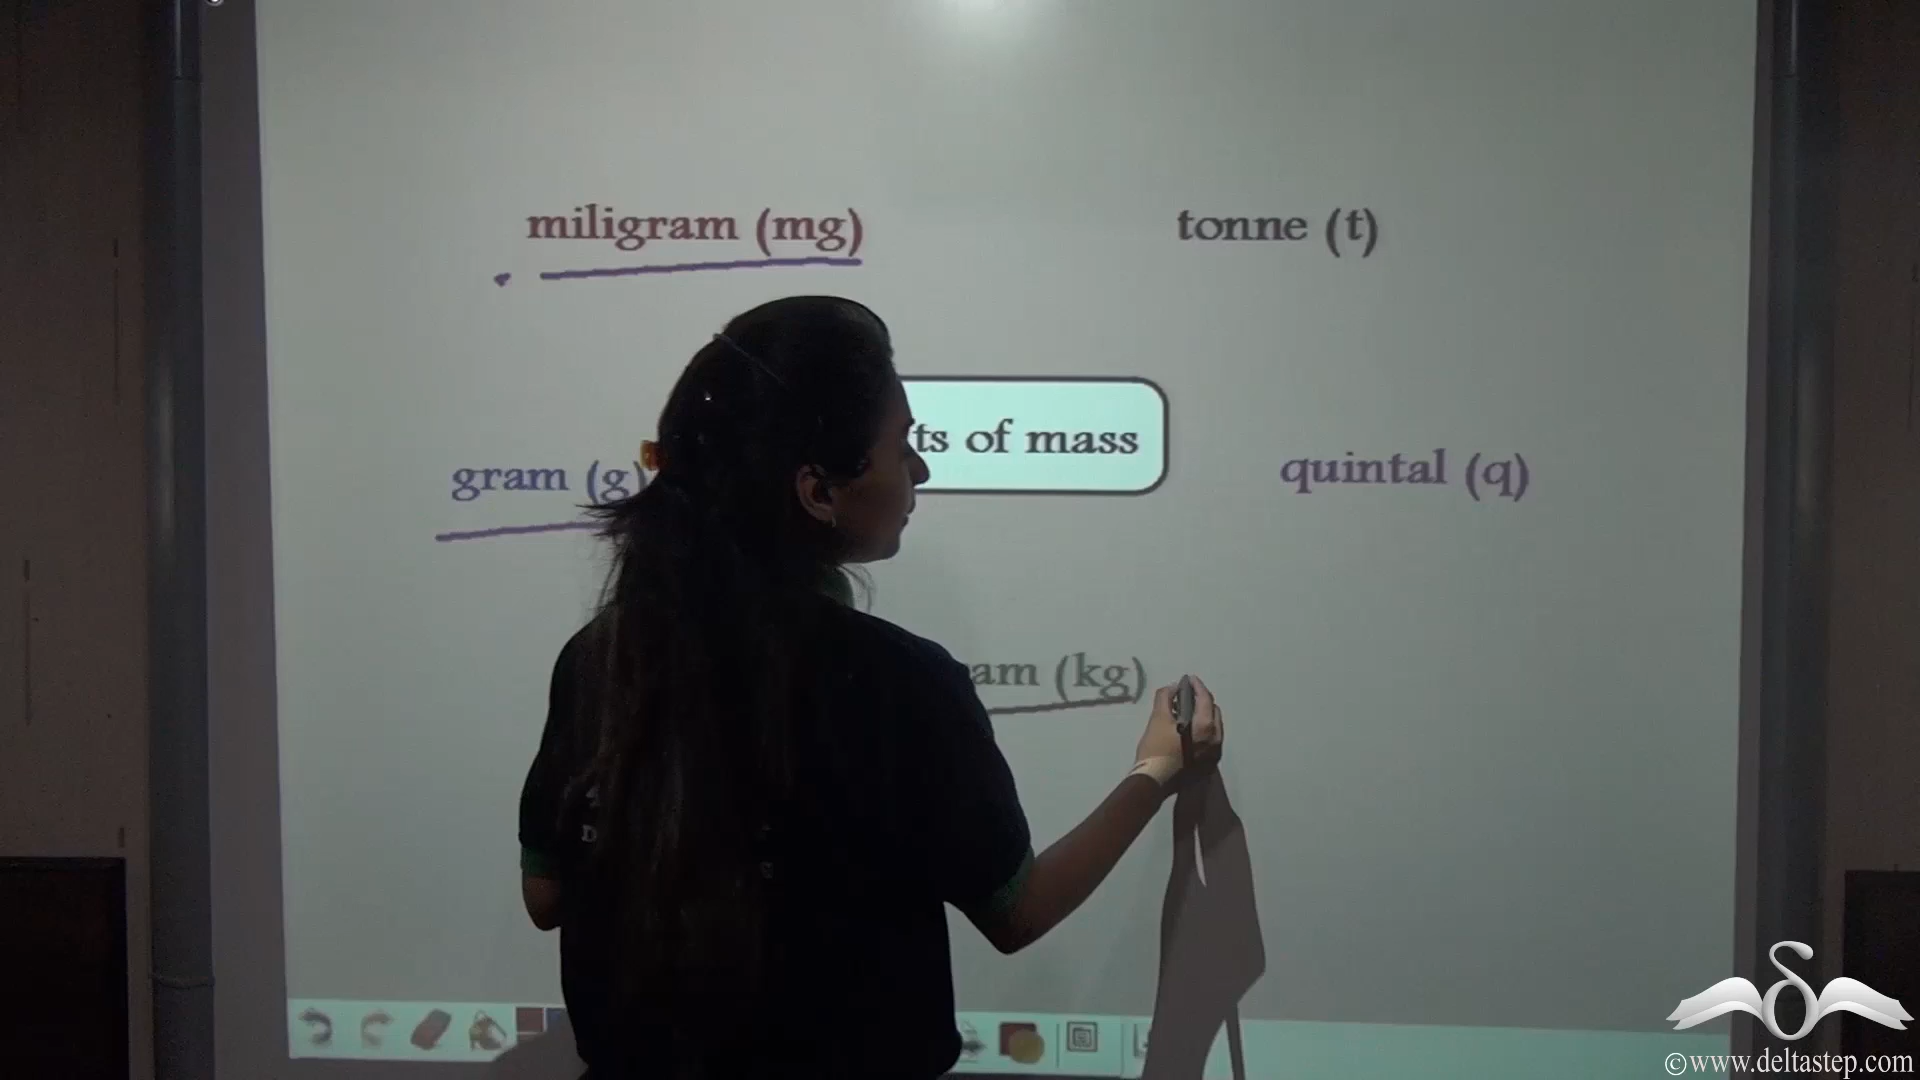 miligram (mg)
tonne (t)
ts of mass
gram (g)
quintal (q)
am (kg)
©www.deltastep.com